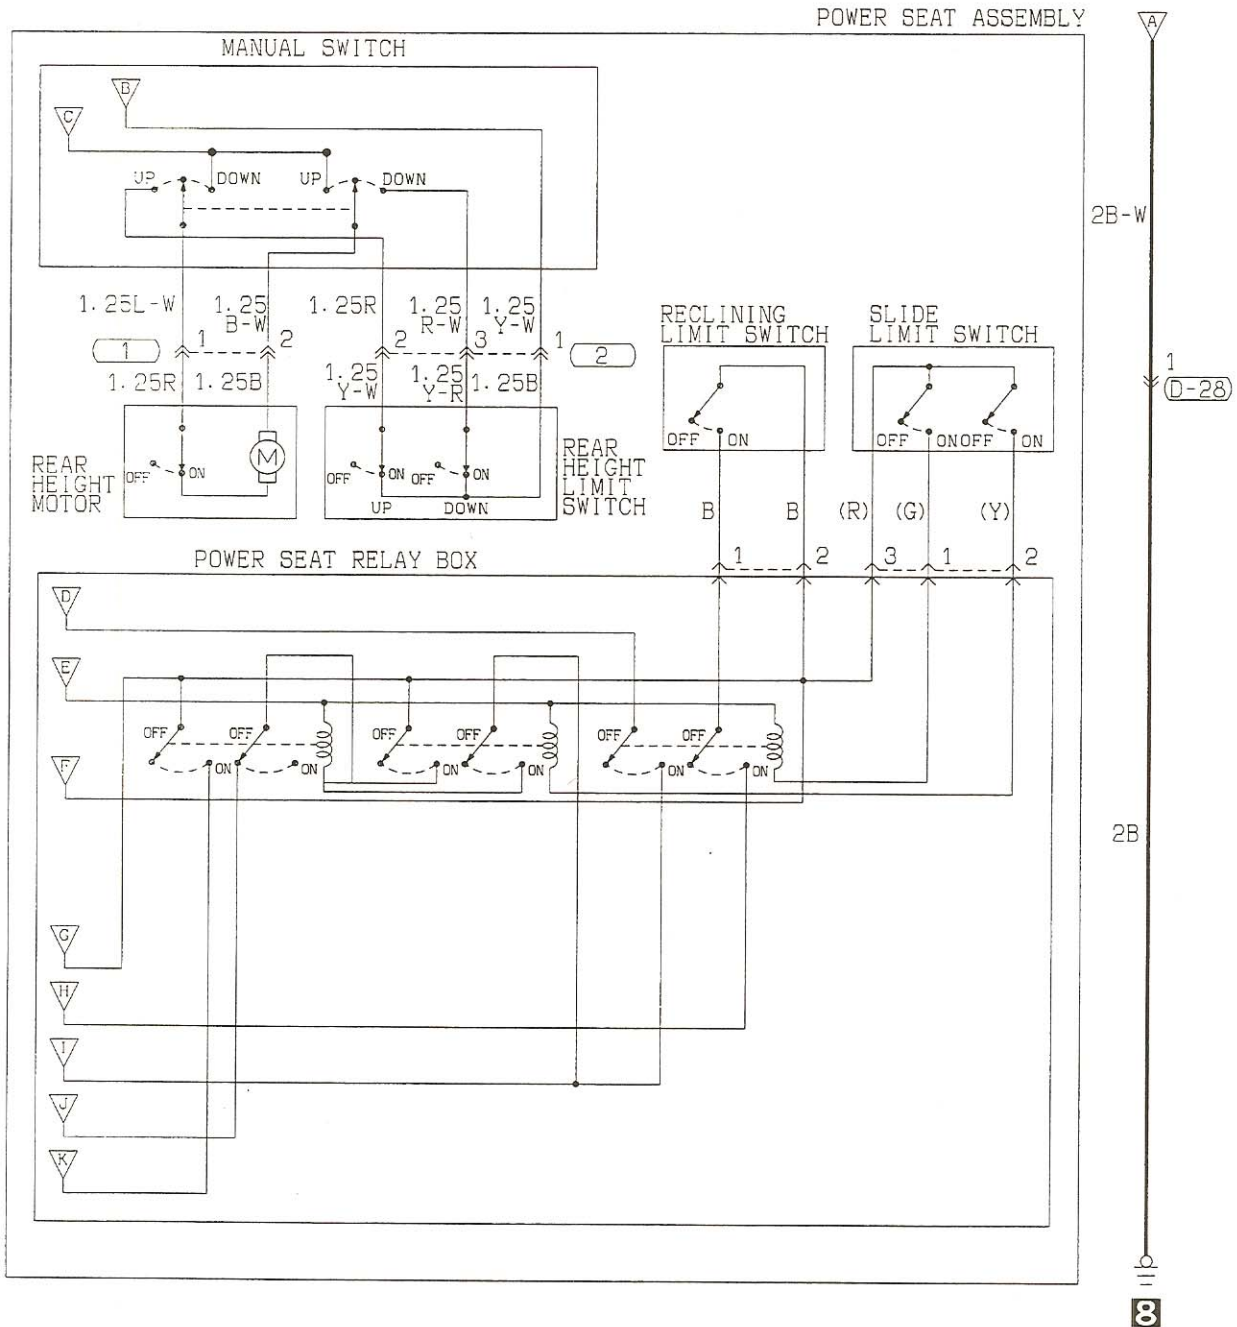 POWER SEAT ASSEMBLY
A
MANUAL SWITCH
B
C
UP DOWN UP DOWN
2B-W
1.25L-W 1.25 B-W 1.25R 1.25 R-W 1.25 Y-W
RECLINING LIMIT SWITCH
SLIDE LIMIT SWITCH
1 1 2 2 3 1 2
1.25R 1.25B 1.25 Y-W 1.25 Y-R 1.25B
1
D-28
OFF ON OFF ON OFF ON
REAR HEIGHT MOTOR
M
OFF ON
OFF ON OFF ON
UP DOWN
REAR HEIGHT LIMIT SWITCH
B B (R) (G) (Y)
POWER SEAT RELAY BOX
1 2 3 1 2
D
E
OFF OFF OFF OFF OFF OFF
F
ON ON ON ON ON ON
2B
G
H
I
J
K
8